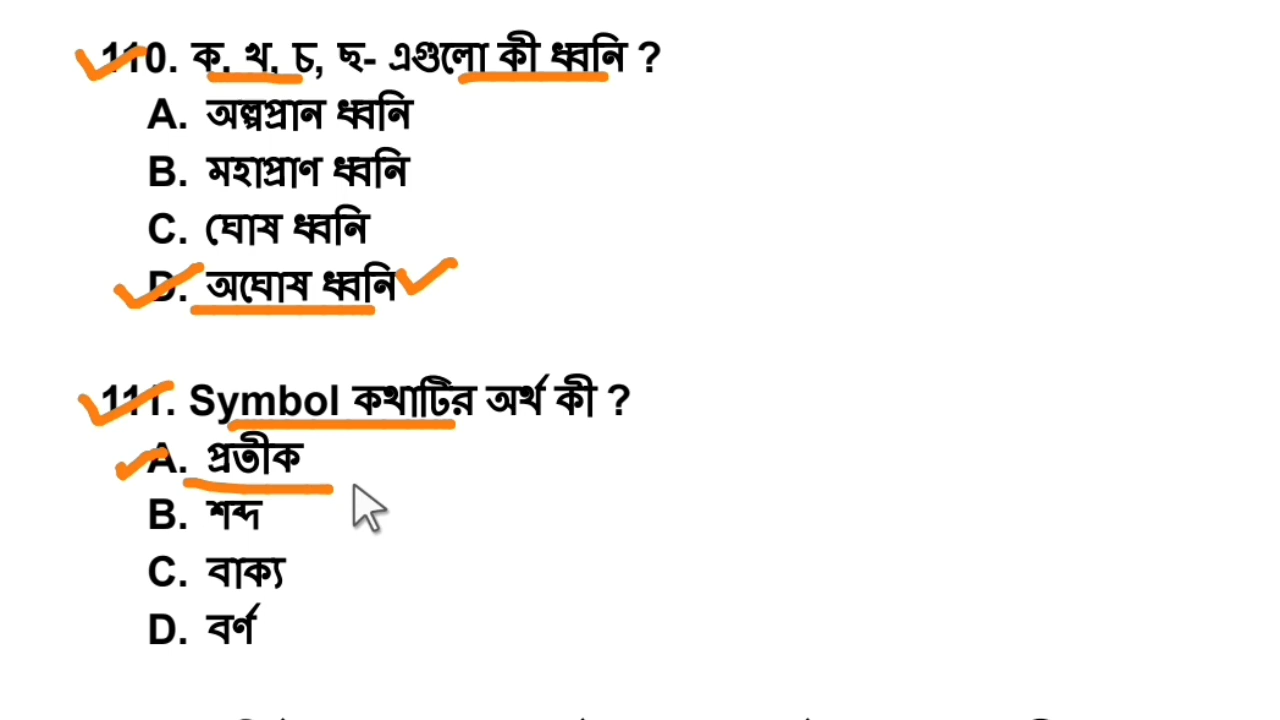 110. ক, খ, চ, ছ- এগুলো কী ধ্বনি ?
A. অল্পপ্রান ধ্বনি
B. মহাপ্রাণ ধ্বনি
C. ঘোষ ধ্বনি
D. অঘোষ ধ্বনি
111. Symbol কথাটির অর্থ কী ?
A. প্রতীক
B. শব্দ
C. বাক্য
D. বর্ণ